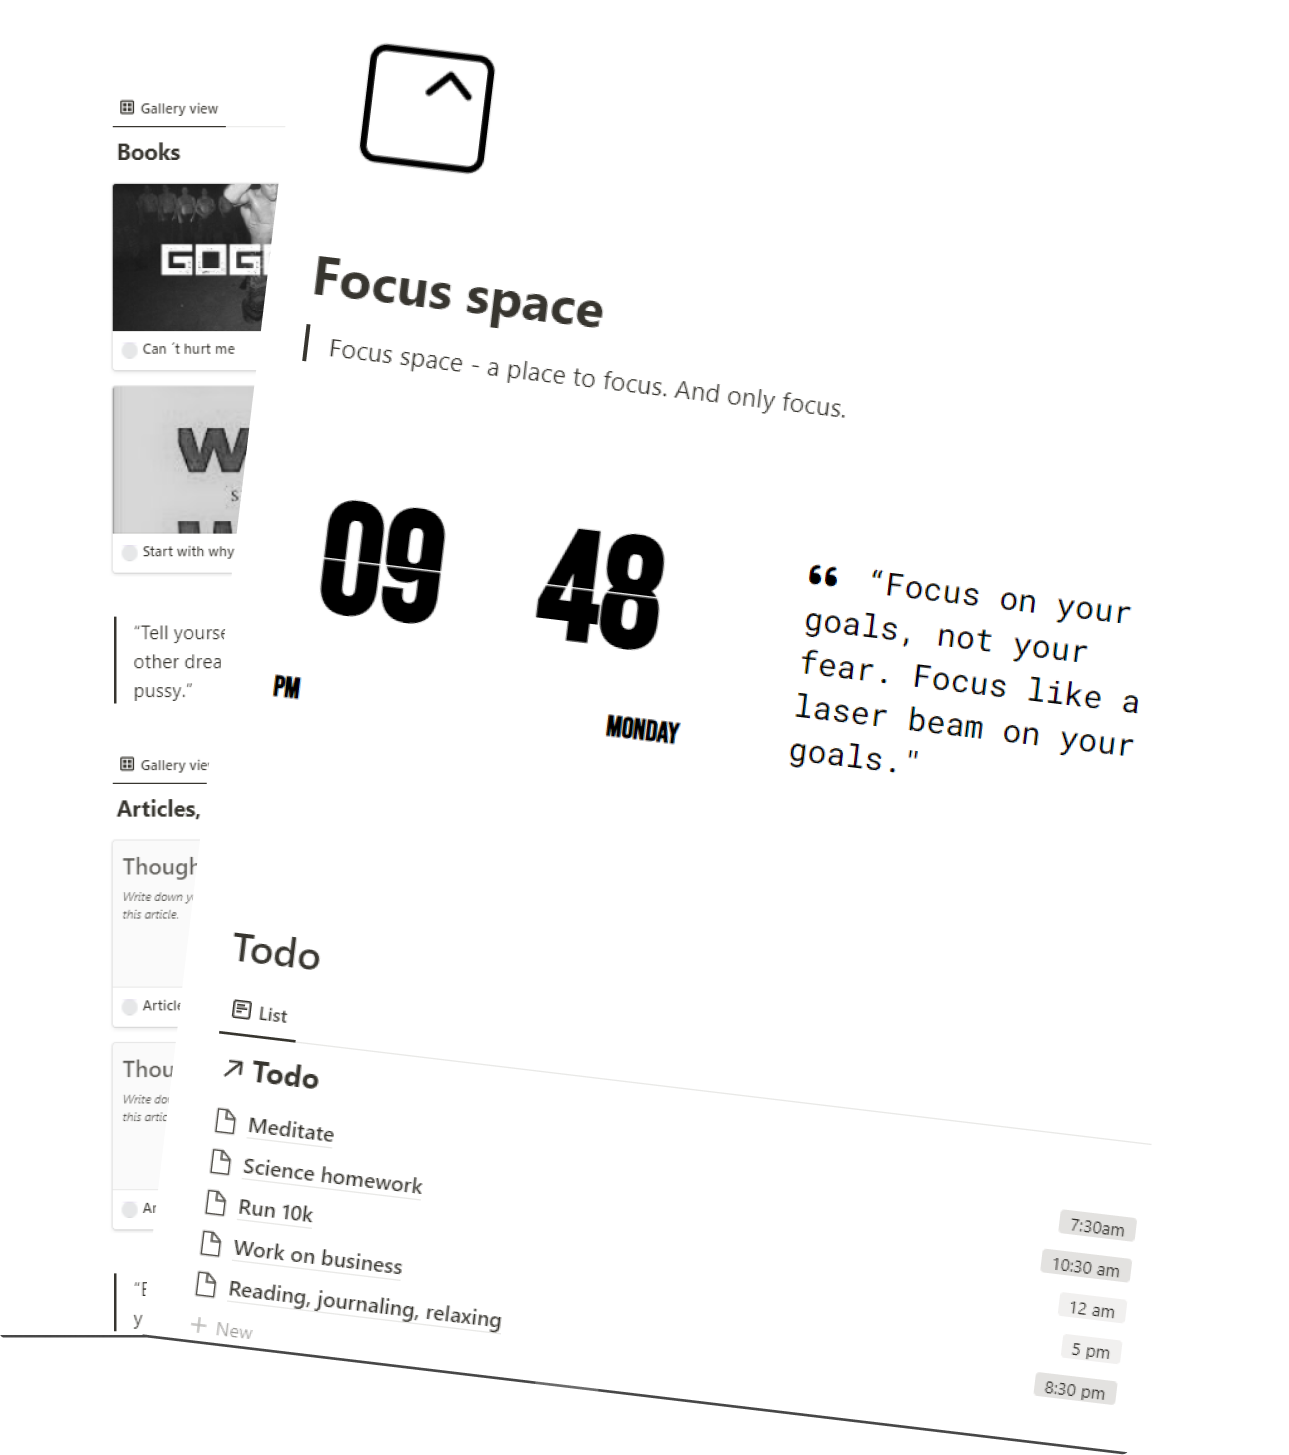 Gallery view
Books
GOG
Can ´t hurt me
W
S
Start with why
“Tell yourse
other drea
pussy.”
Gallery vie
Articles,
Though
Write down y
this article.
Article
Thou
Write do
this artic
Ar
“E
y
Focus space
Focus space - a place to focus. And only focus.
09 48
PM
MONDAY
“Focus on your
goals, not your
fear. Focus like a
laser beam on your
goals."
Todo
List
Todo
Meditate 7:30am
Science homework 10:30 am
Run 10k 12 am
Work on business 5 pm
Reading, journaling, relaxing 8:30 pm
New